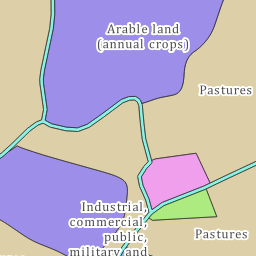 Arable land
(annual crops)
Pastures
Industrial,
commercial,
public,
military and
Pastures